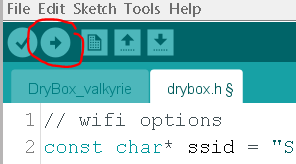 File Edit Sketch Tools Help
DryBox_valkyrie drybox.h §
1 // wifi options
2 const char* ssid = "S